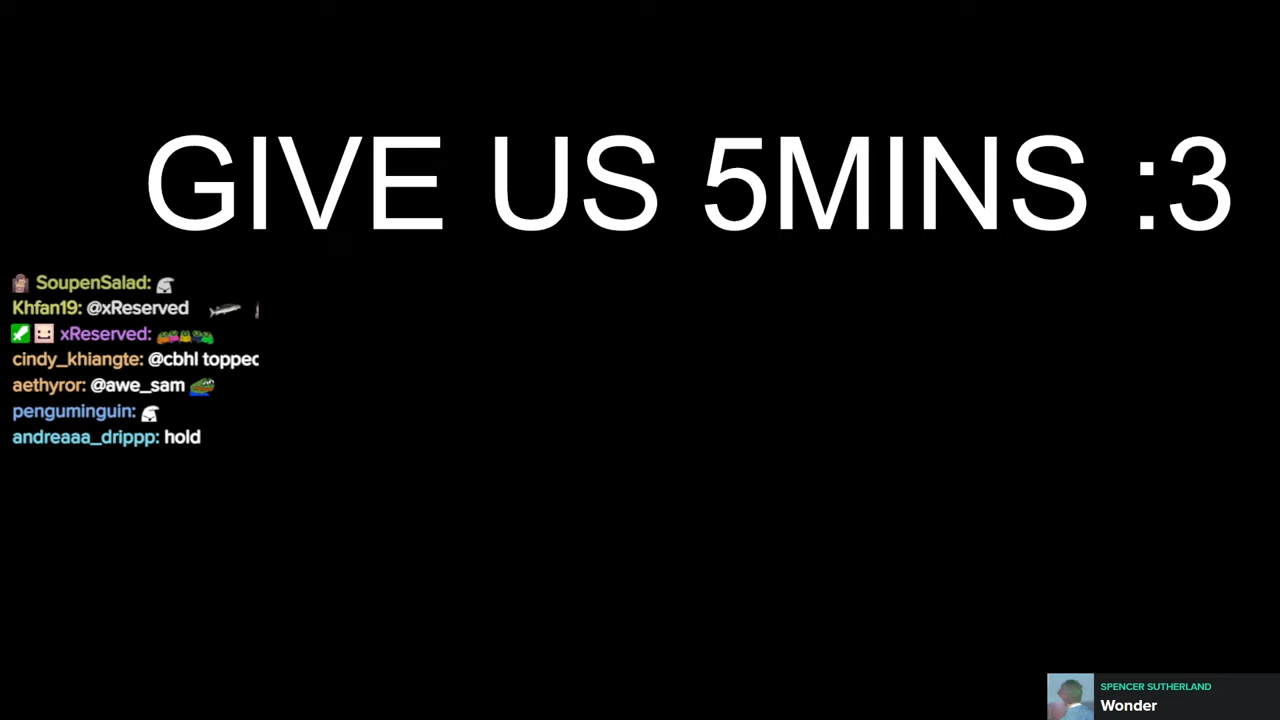 GIVE US 5MINS :3
SoupenSalad:
Khfan19: @xReserved
xReserved:
cindy_khiangte: @cbhl topped
aethyror: @awe_sam
penguminguin:
andreaaa_drippp: hold
SPENCER SUTHERLAND
Wonder